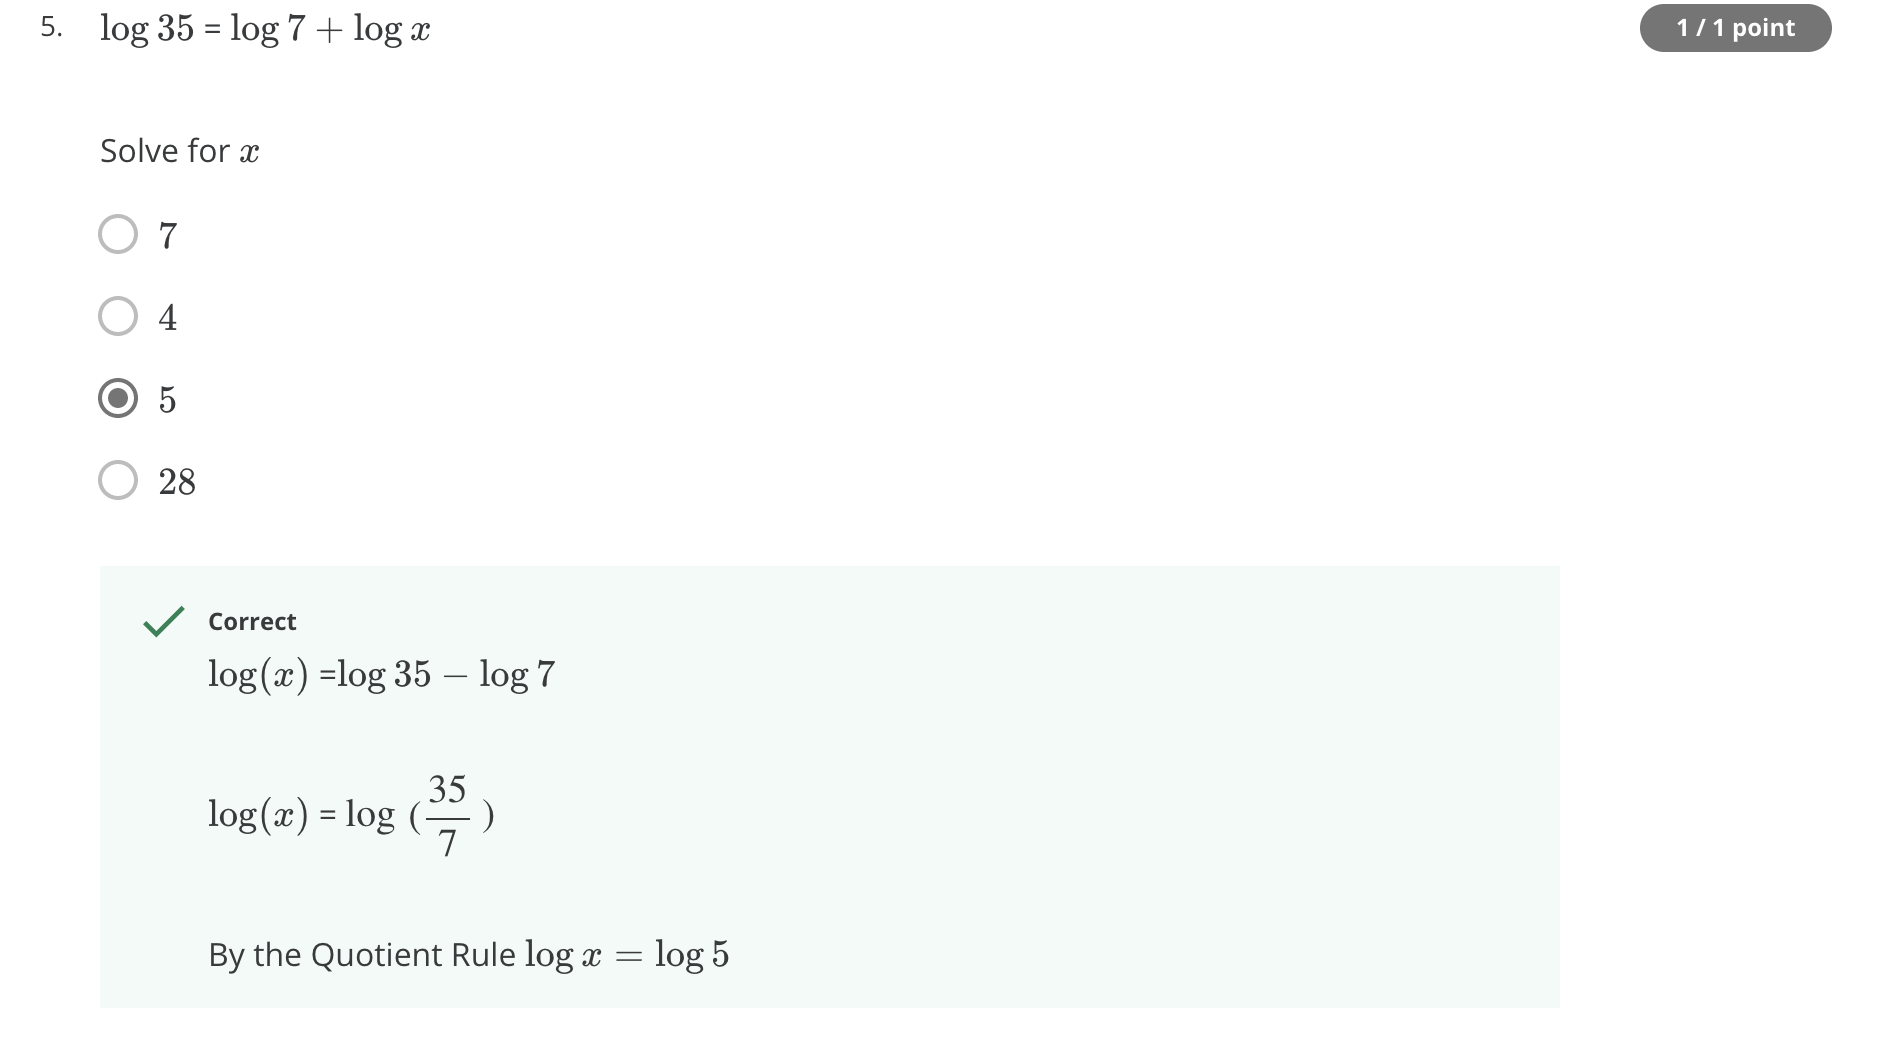 5. log 35 = log 7 + log x
1 / 1 point
Solve for x
7
4
5
28
Correct
log(x) =log 35 − log 7
log(x) = log (35/7)
By the Quotient Rule log x = log 5